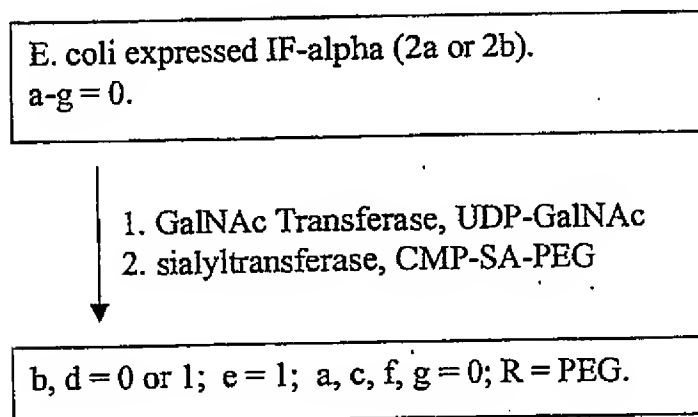 E. coli expressed IF-alpha (2a or 2b).
a-g = 0.
1. GalNAc Transferase, UDP-GalNAc
2. sialyltransferase, CMP-SA-PEG
b, d = 0 or 1; e = 1; a, c, f, g = 0; R = PEG.